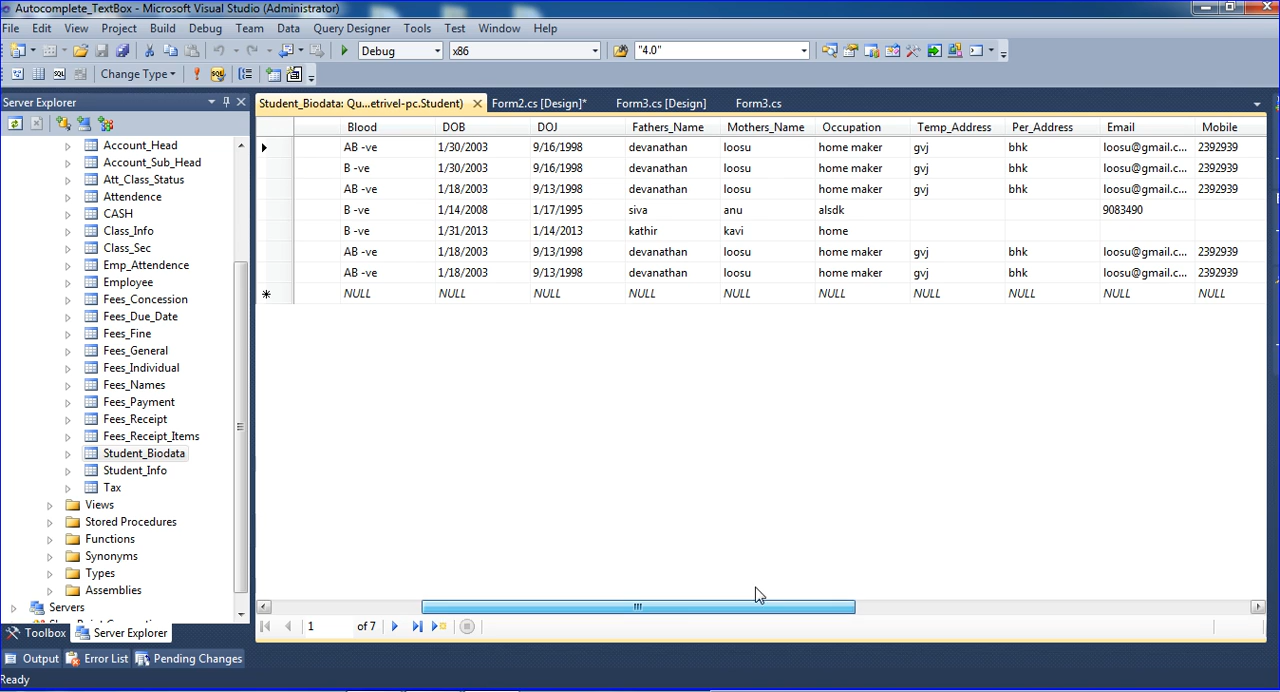 Autocomplete_TextBox - Microsoft Visual Studio (Administrator)
File Edit View Project Build Debug Team Data Query Designer Tools Test Window Help
Debug x86 "4.0"
Change Type
Server Explorer
Student_Biodata: Qu...etrivel-pc.Student) Form2.cs [Design]* Form3.cs [Design] Form3.cs
Account_Head
Account_Sub_Head
Att_Class_Status
Attendence
CASH
Class_Info
Class_Sec
Emp_Attendence
Employee
Fees_Concession
Fees_Due_Date
Fees_Fine
Fees_General
Fees_Individual
Fees_Names
Fees_Payment
Fees_Receipt
Fees_Receipt_Items
Student_Biodata
Student_Info
Tax
Views
Stored Procedures
Functions
Synonyms
Types
Assemblies
Servers
Blood DOB DOJ Fathers_Name Mothers_Name Occupation Temp_Address Per_Address Email Mobile
AB -ve 1/30/2003 9/16/1998 devanathan loosu home maker gvj bhk loosu@gmail.c... 2392939
B -ve 1/30/2003 9/16/1998 devanathan loosu home maker gvj bhk loosu@gmail.c... 2392939
AB -ve 1/18/2003 9/13/1998 devanathan loosu home maker gvj bhk loosu@gmail.c... 2392939
B -ve 1/14/2008 1/17/1995 siva anu alsdk 9083490
B -ve 1/31/2013 1/14/2013 kathir kavi home
AB -ve 1/18/2003 9/13/1998 devanathan loosu home maker gvj bhk loosu@gmail.c... 2392939
AB -ve 1/18/2003 9/13/1998 devanathan loosu home maker gvj bhk loosu@gmail.c... 2392939
NULL NULL NULL NULL NULL NULL NULL NULL NULL NULL
1 of 7
Toolbox Server Explorer
Output Error List Pending Changes
Ready